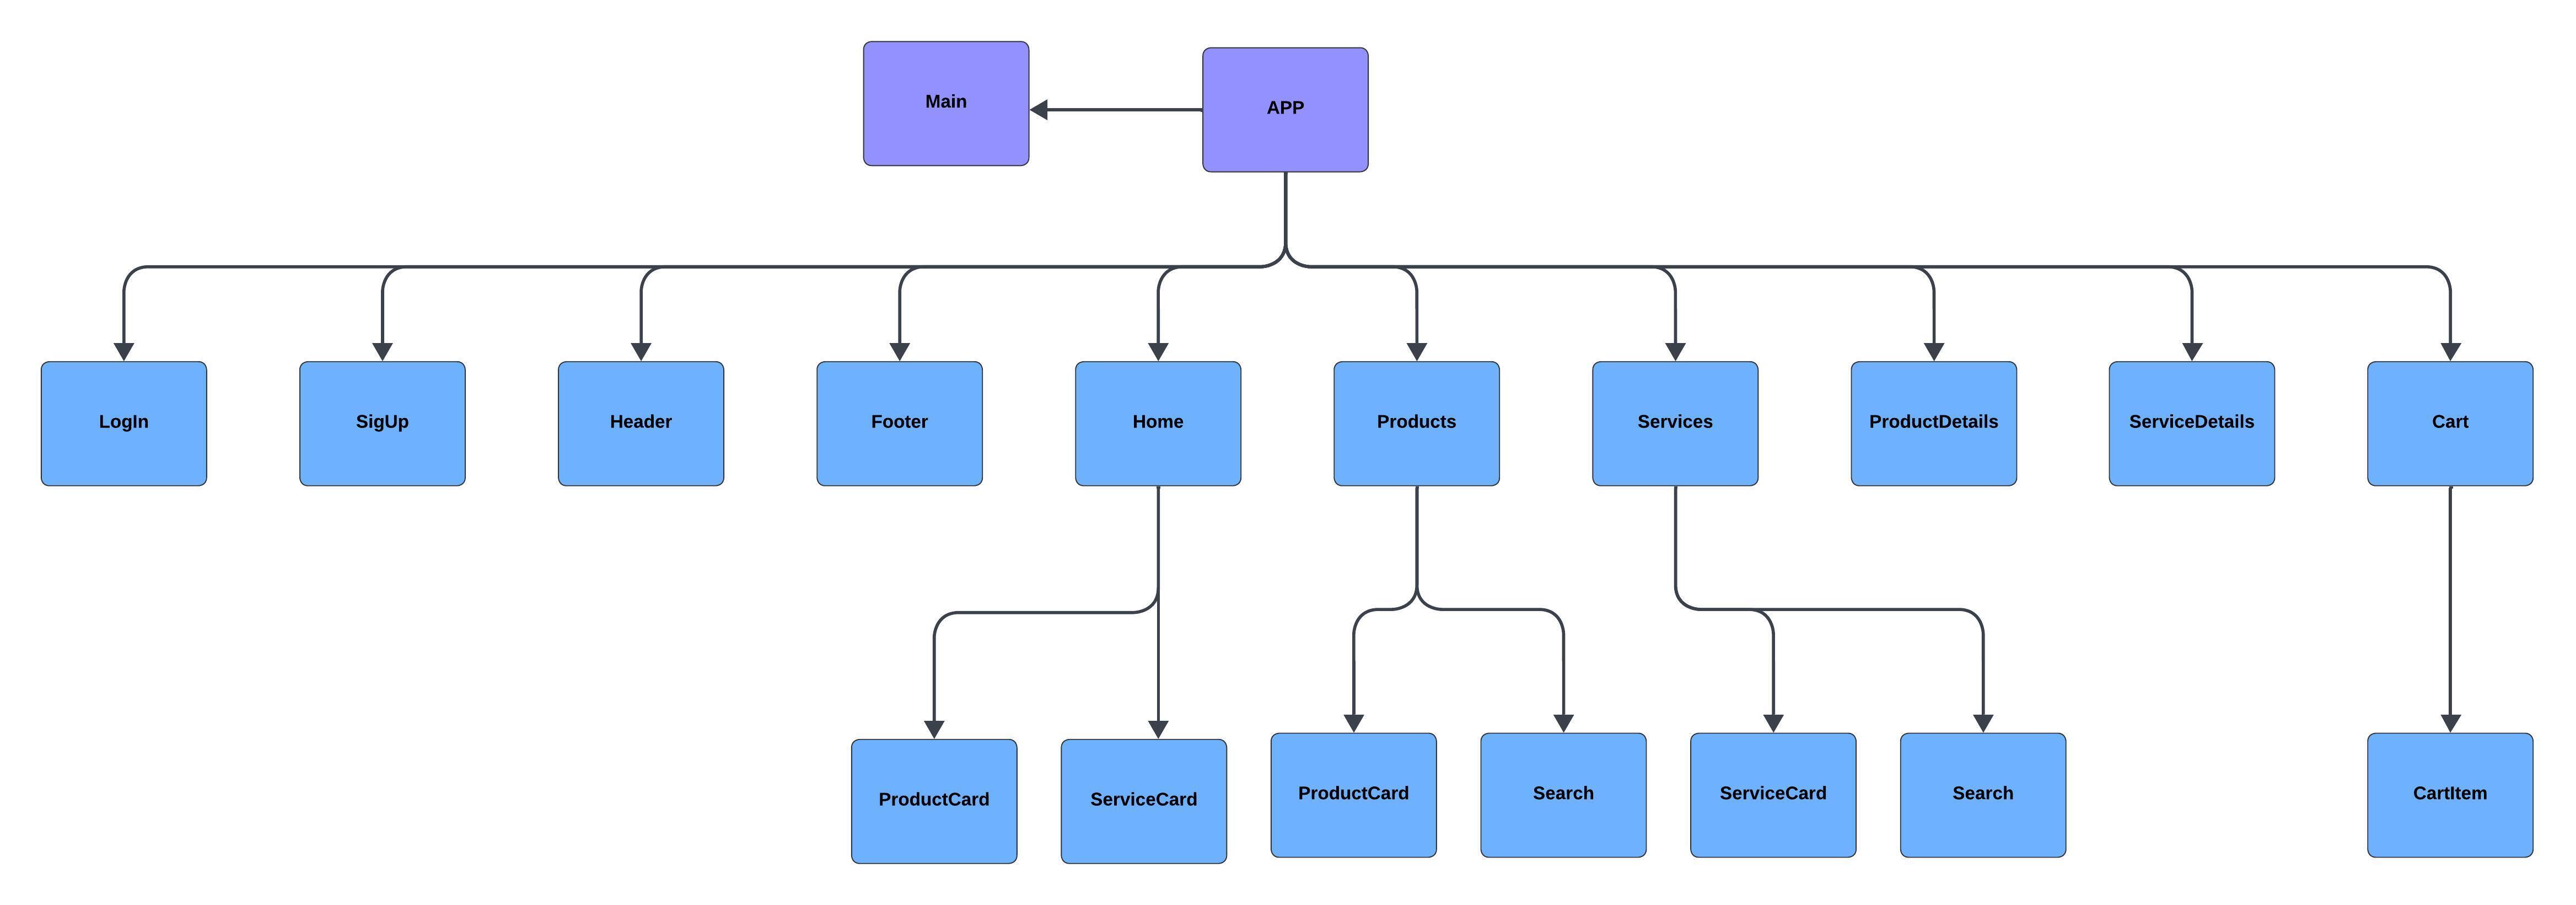 Main
APP
LogIn
SigUp
Header
Footer
Home
Products
Services
ProductDetails
ServiceDetails
Cart
ProductCard
ServiceCard
ProductCard
Search
ServiceCard
Search
CartItem